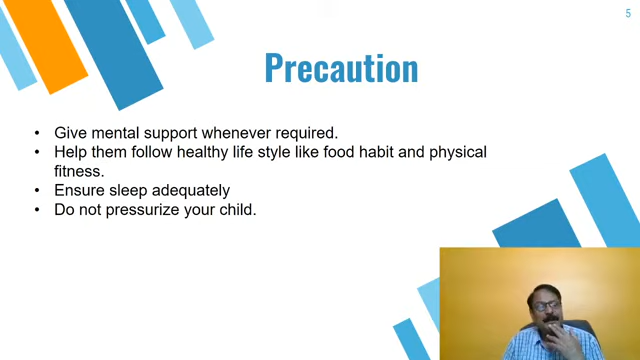 5
Precaution
• Give mental support whenever required.
• Help them follow healthy life style like food habit and physical
fitness.
• Ensure sleep adequately
• Do not pressurize your child.